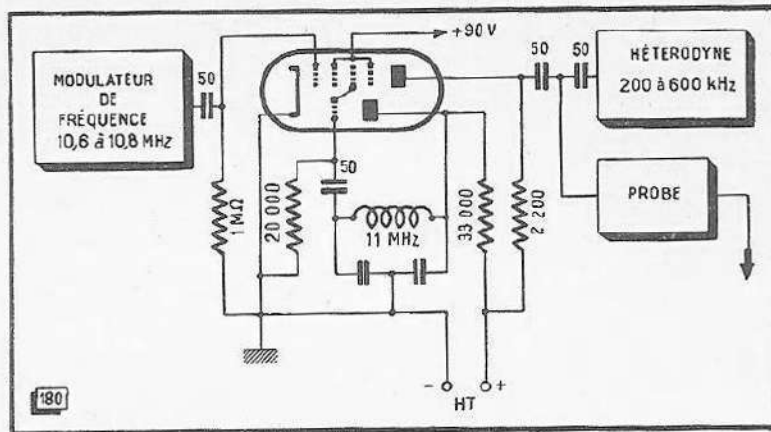 +90 V
50
50
50
HÉTERODYNE
200 à 600 kHz
MODULATEUR
DE
FRÉQUENCE
10,6 à 10,8 MHz
PROBE
50
1 MΩ
20 000
11 MHz
33 000
2 200
- +
HT
180